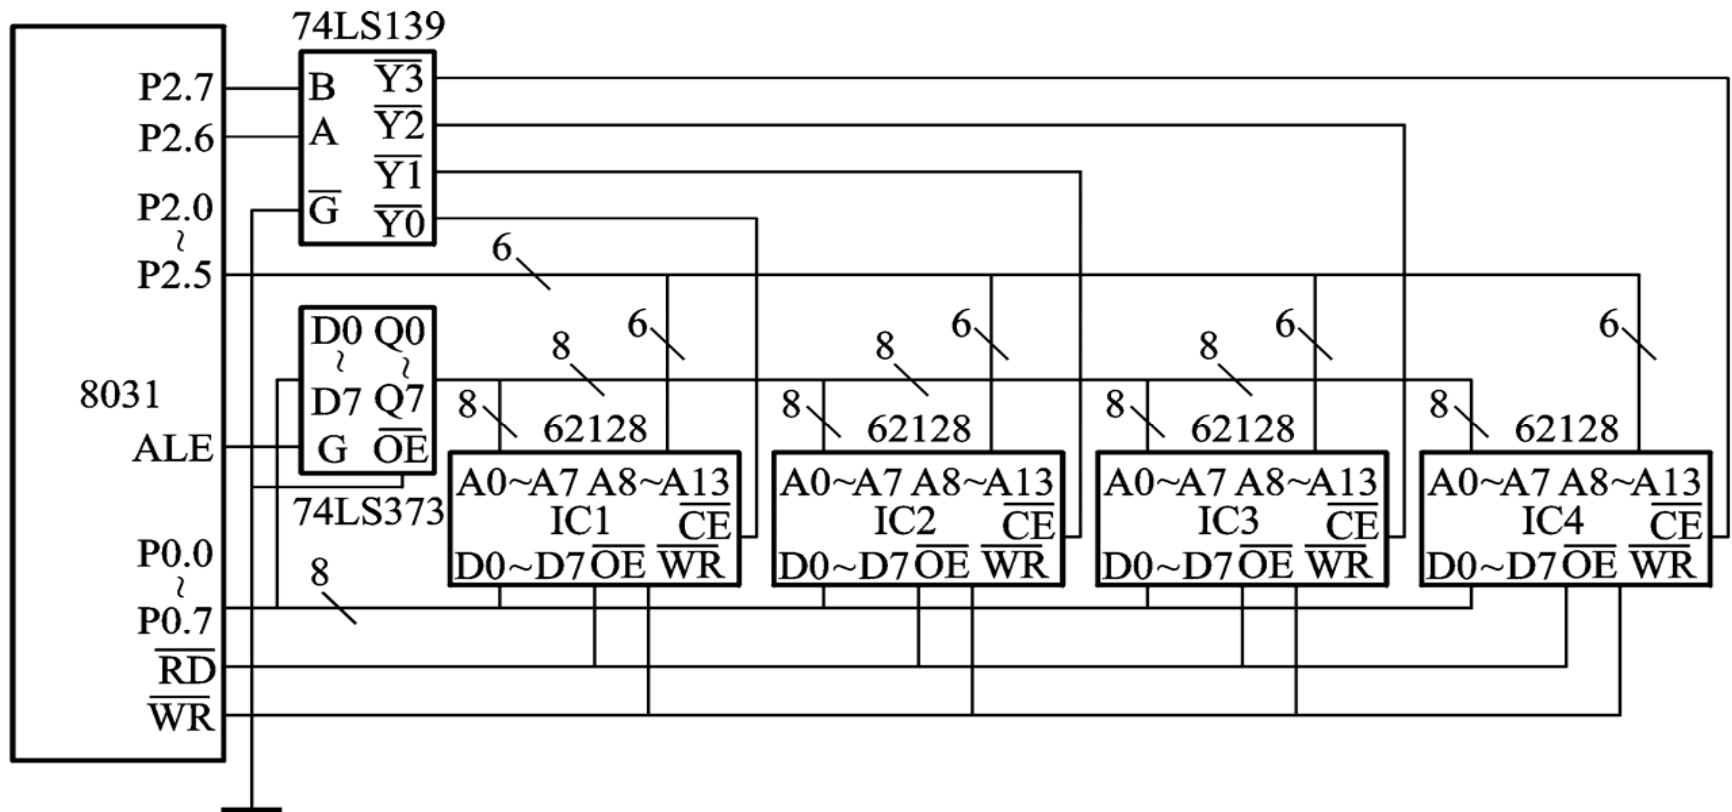 74LS139
P2.7
B
Y3
P2.6
A
Y2
Y1
P2.0
~
P2.5
G
Y0
6
D0 Q0
~ ~
D7 Q7
G OE
74LS373
8031
ALE
6
6
6
6
8
8
8
8
8
8
8
62128
62128
62128
62128
A0~A7 A8~A13
IC1
CE
D0~D7 OE WR
A0~A7 A8~A13
IC2
CE
D0~D7 OE WR
A0~A7 A8~A13
IC3
CE
D0~D7 OE WR
A0~A7 A8~A13
IC4
CE
D0~D7 OE WR
P0.0
~
P0.7
8
RD
WR